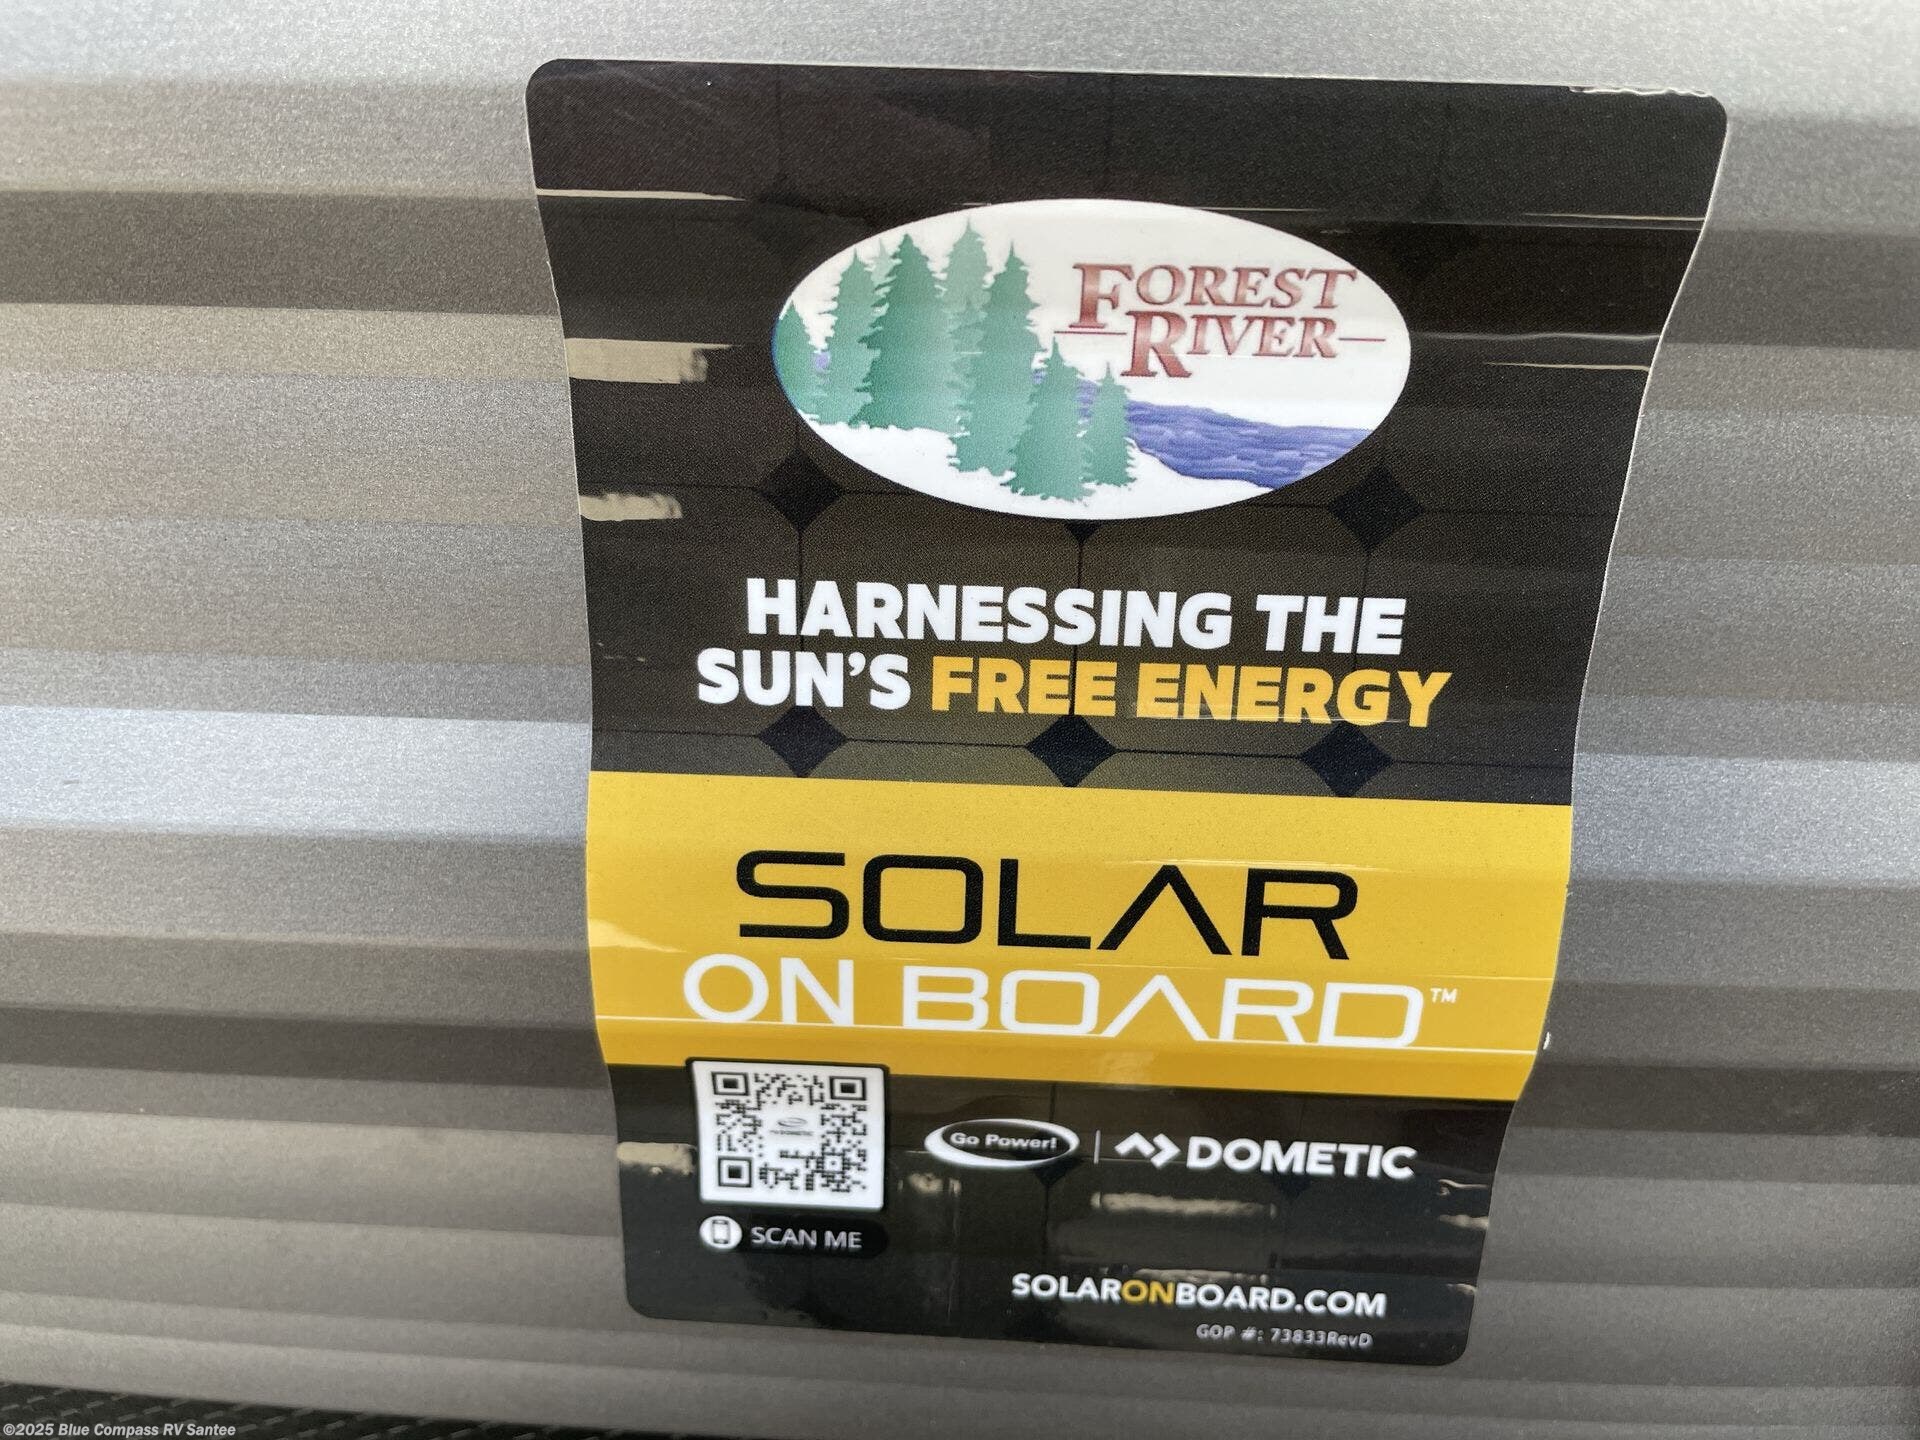 FOREST
RIVER
HARNESSING THE
SUN'S FREE ENERGY
SOLAR
ON BOARD™
Go Power! | DOMETIC
SCAN ME
SOLARONBOARD.COM
GOP #: 73833RevD
©2025 Blue Compass RV Santee